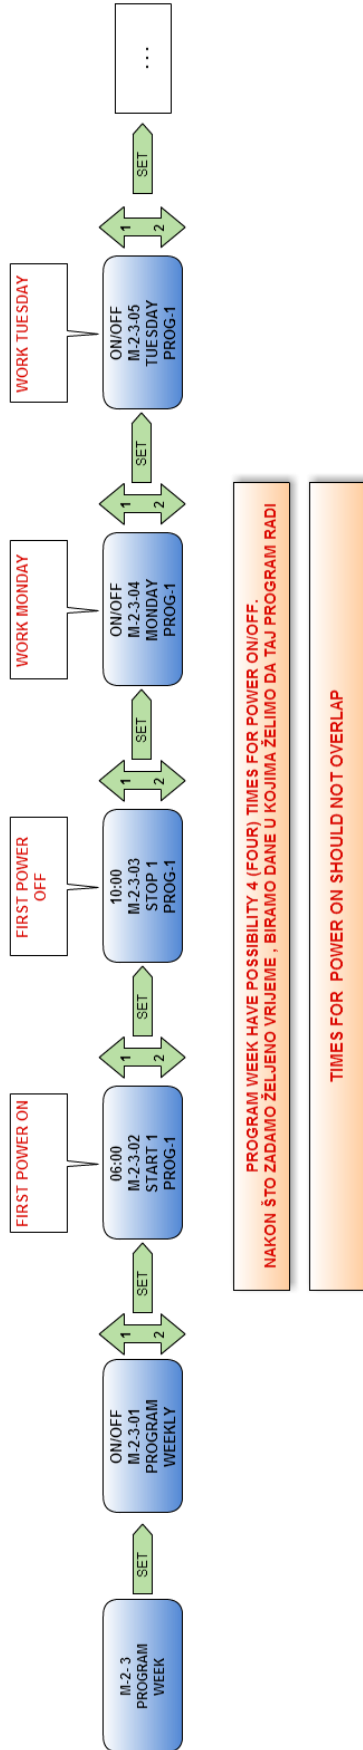 M-2- 3
PROGRAM
WEEK
SET
ON/OFF
M-2.3-01
PROGRAM
WEEKLY
1
2
SET
FIRST POWER ON
06:00
M-2.3-02
START 1
PROG-1
1
2
SET
FIRST POWER
OFF
10:00
M-2.3-03
STOP 1
PROG-1
1
2
SET
WORK MONDAY
ON/OFF
M-2.3-04
MONDAY
PROG-1
1
2
SET
WORK TUESDAY
ON/OFF
M-2.3-05
TUESDAY
PROG-1
1
2
SET
...
PROGRAM WEEK HAVE POSSIBILITY 4 (FOUR) TIMES FOR POWER ON/OFF.
NAKON ŠTO ZADAMO ŽELJENO VRIJEME , BIRAMO DANE U KOJIMA ŽELIMO DA TAJ PROGRAM RADI
TIMES FOR POWER ON SHOULD NOT OVERLAP